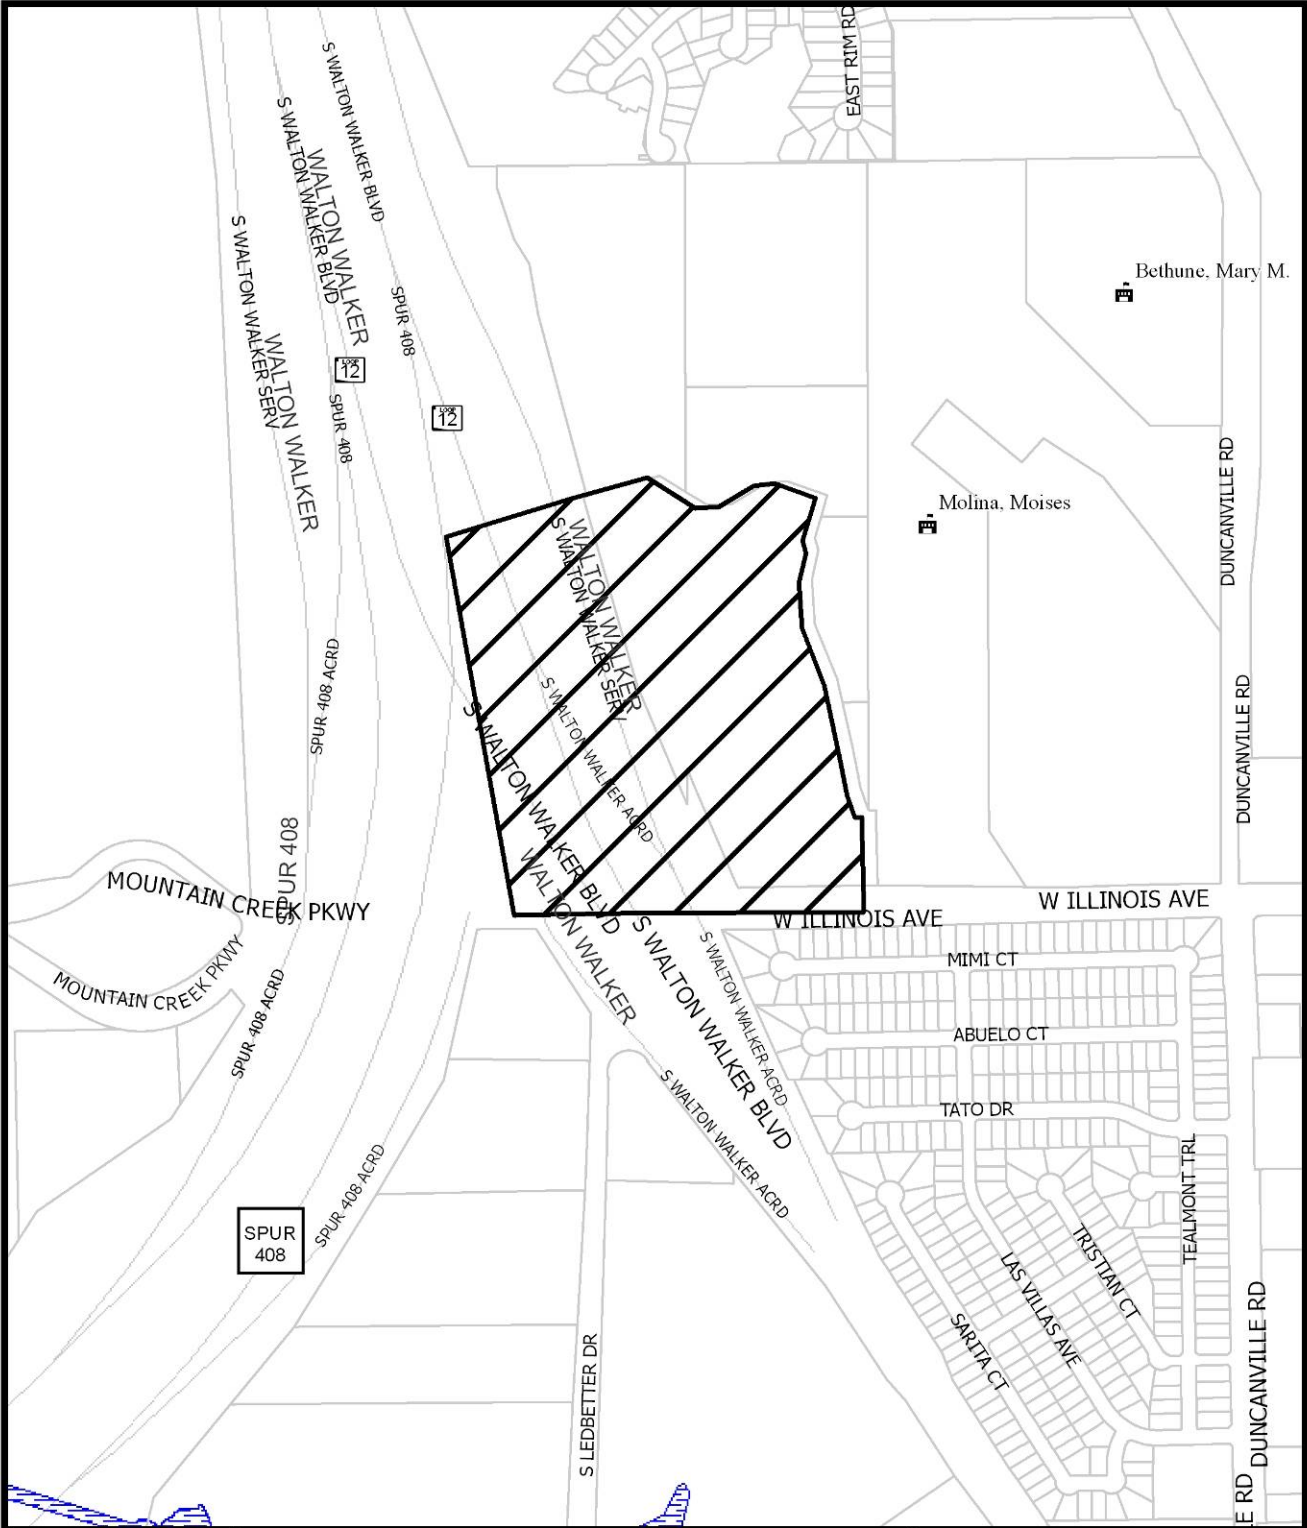 EAST RIM RD
S WALTON WALKER BLVD
S WALTON WALKER BLVD
WALTON WALKER
S WALTON WALKER SERV
WALTON WALKER
SPUR 408
LOOP
12
SPUR 408
LOOP
12
Bethune, Mary M.
Molina, Moises
DUNCANVILLE RD
S WALTON WALKER SERV
WALTON WALKER
SPUR 408 ACRD
S WALTON WALKER ACRD
DUNCANVILLE RD
S WALTON WALKER BLVD
WALTON WALKER
SPUR 408
MOUNTAIN CREEK PKWY
W ILLINOIS AVE
W ILLINOIS AVE
MOUNTAIN CREEK PKWY
SPUR 408 ACRD
S WALTON WALKER BLVD
S WALTON WALKER ACRD
MIMI CT
ABUELO CT
S WALTON WALKER ACRD
TATO DR
TEALMONT TRL
SPUR 408 ACRD
SPUR
408
TRISTIAN CT
LAS VILLAS AVE
SARITA CT
S LEDBETTER DR
DUNCANVILLE RD
E RD